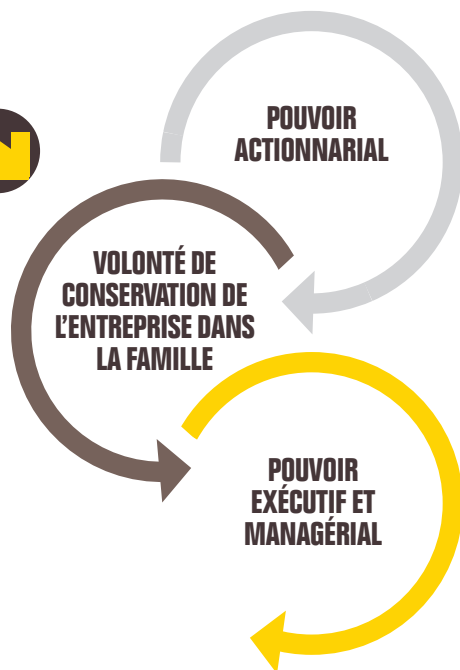 POUVOIR
ACTIONNARIAL
VOLONTÉ DE
CONSERVATION DE
L'ENTREPRISE DANS
LA FAMILLE
POUVOIR
EXÉCUTIF ET
MANAGÉRIAL